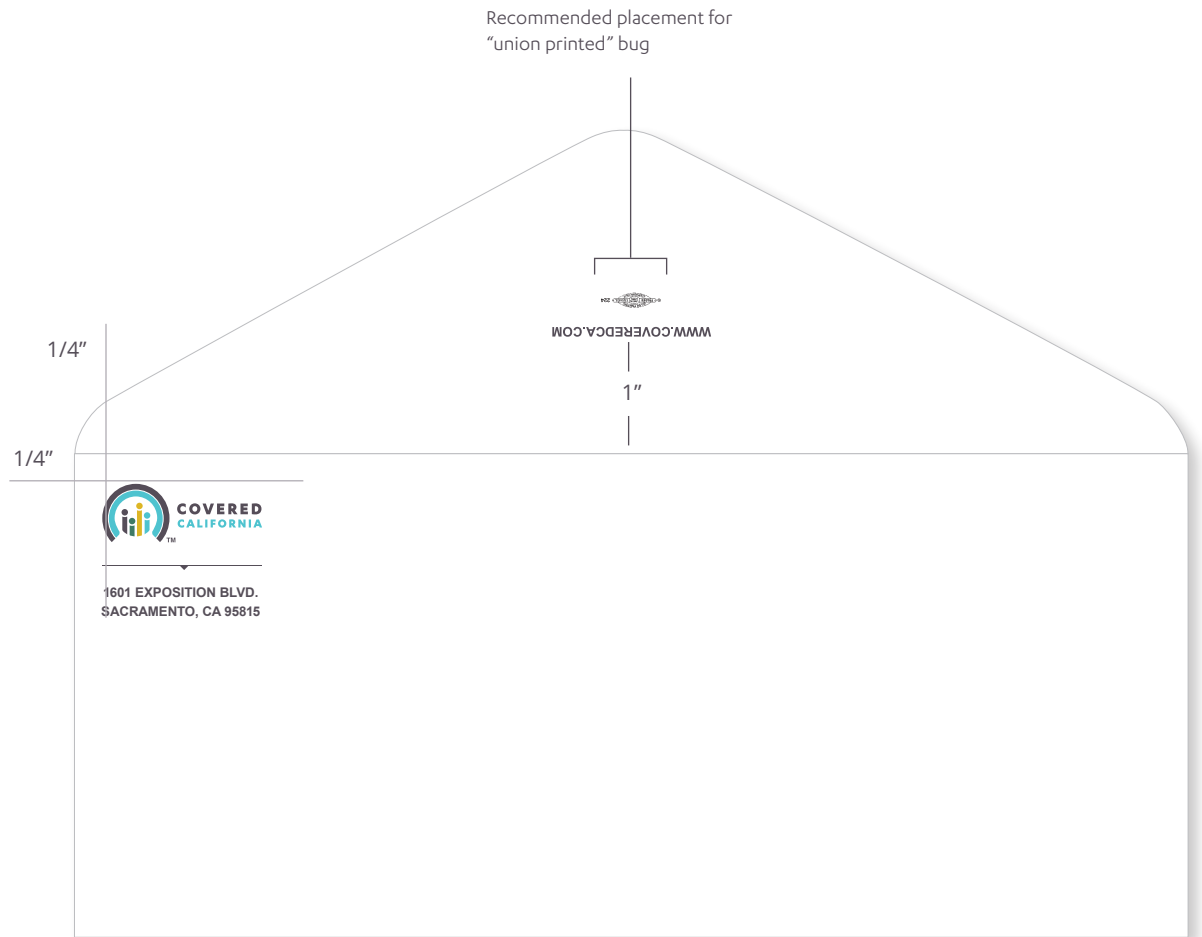 Recommended placement for
“union printed” bug
224
WWW.COVEREDCA.COM
1/4”
1”
1/4”
COVERED
CALIFORNIA
TM
1601 EXPOSITION BLVD.
SACRAMENTO, CA 95815